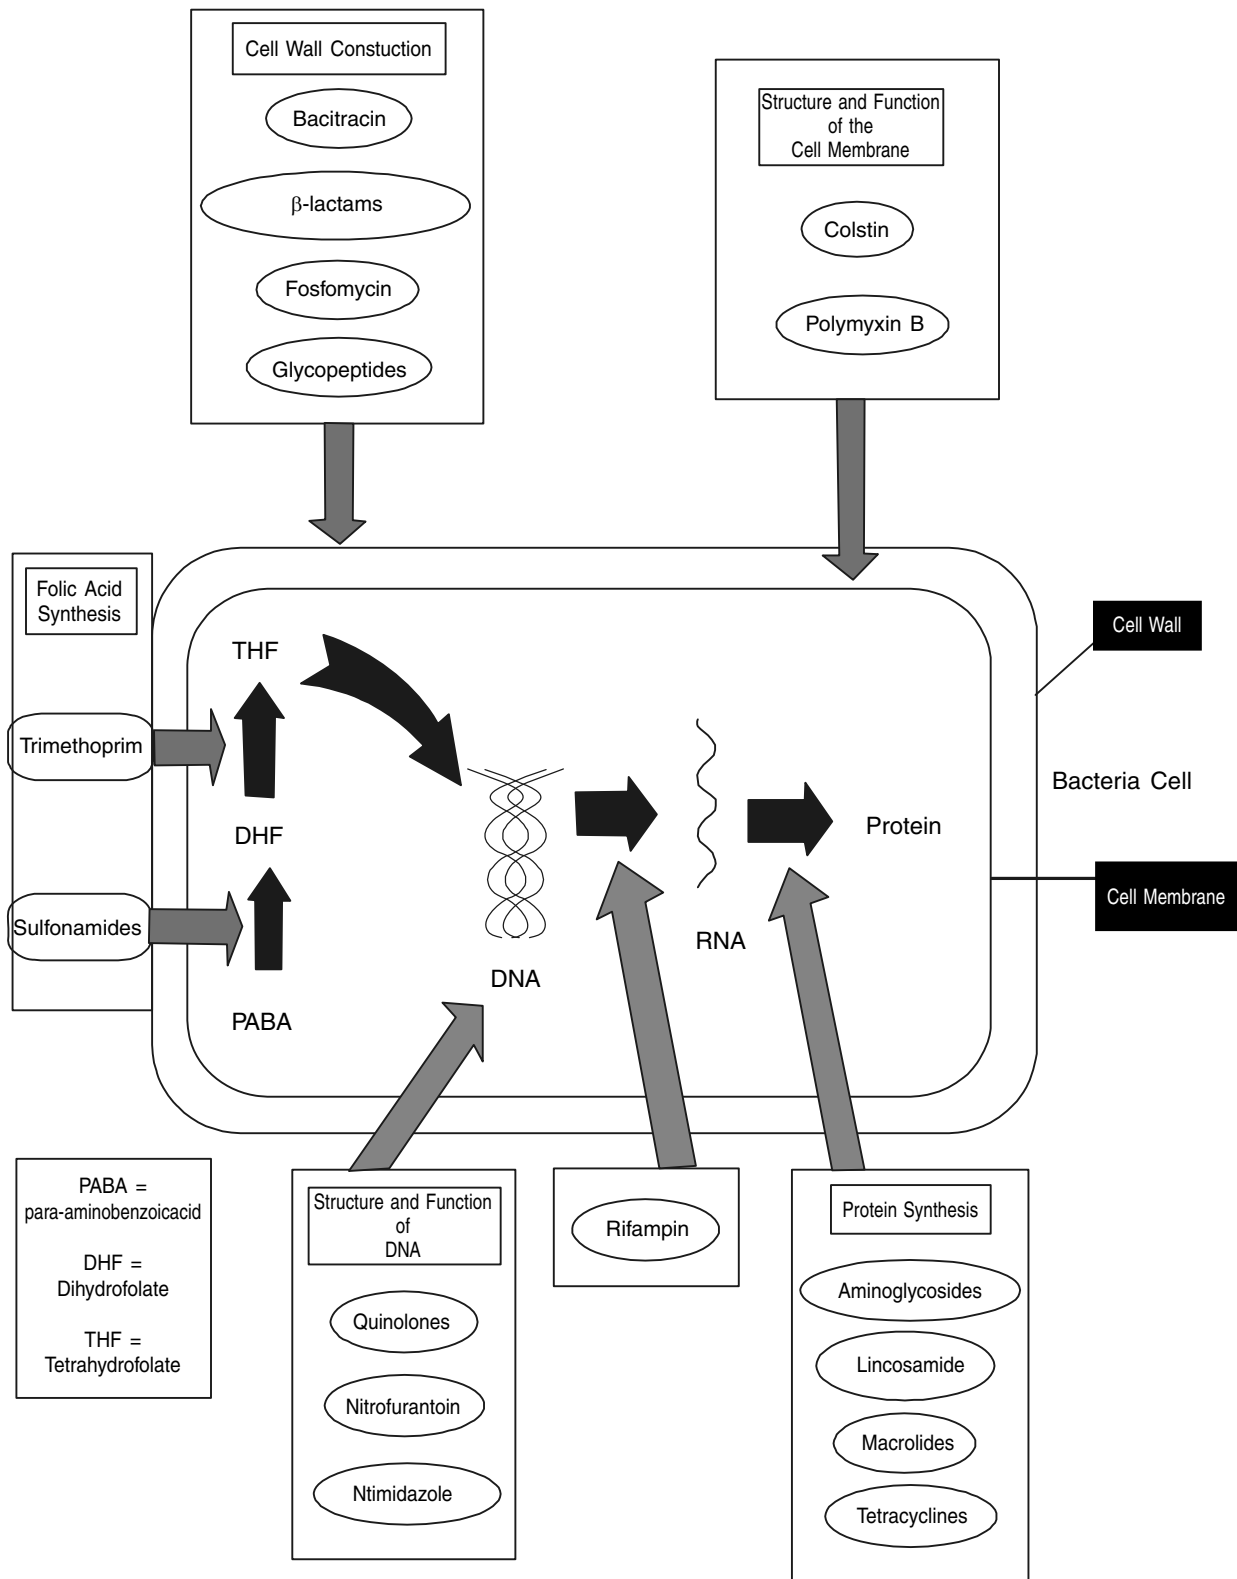 Cell Wall Constuction
Bacitracin
β-lactams
Fosfomycin
Glycopeptides
Structure and Function
of the
Cell Membrane
Colstin
Polymyxin B
Folic Acid
Synthesis
Trimethoprim
Sulfonamides
THF
DHF
PABA
DNA
RNA
Protein
Cell Wall
Bacteria Cell
Cell Membrane
PABA =
para-aminobenzoicacid
DHF =
Dihydrofolate
THF =
Tetrahydrofolate
Structure and Function
of
DNA
Quinolones
Nitrofurantoin
Ntimidazole
Rifampin
Protein Synthesis
Aminoglycosides
Lincosamide
Macrolides
Tetracyclines